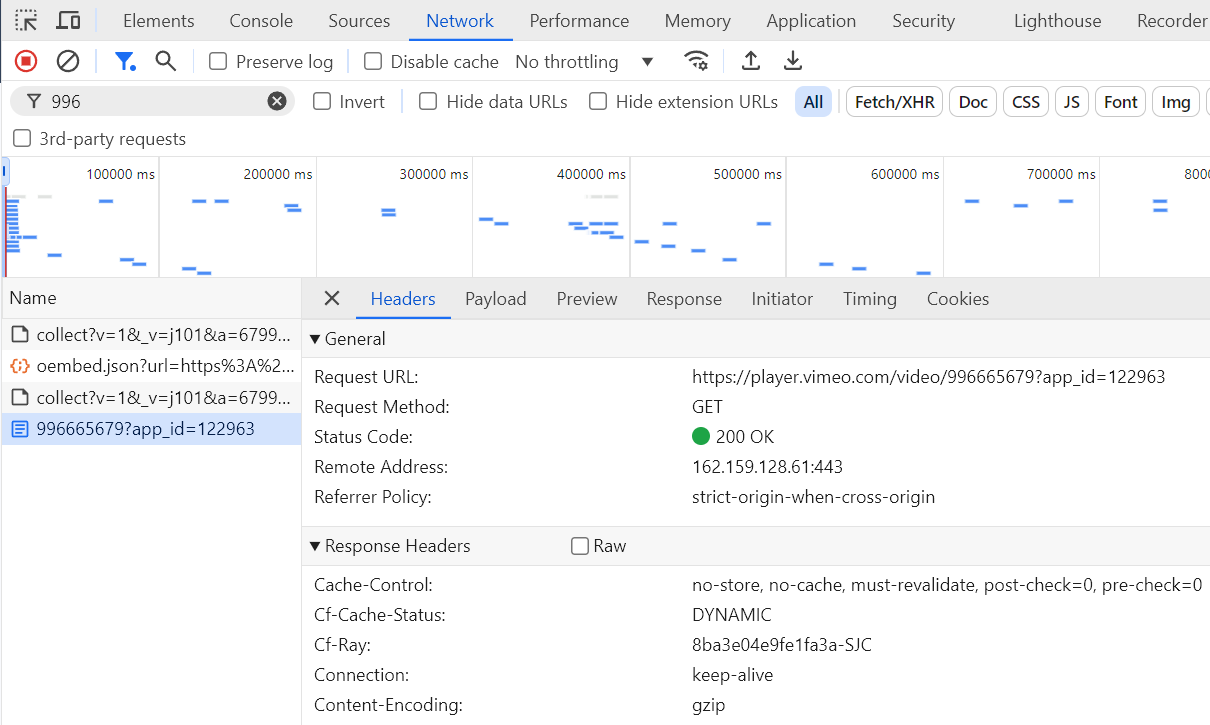 Elements Console Sources Network Performance Memory Application Security Lighthouse Recorder
Preserve log Disable cache No throttling
996 Invert Hide data URLs Hide extension URLs All Fetch/XHR Doc CSS JS Font Img
3rd-party requests
100000 ms 200000 ms 300000 ms 400000 ms 500000 ms 600000 ms 700000 ms 8000
Name
collect?v=1&_v=j101&a=6799...
oembed.json?url=https%3A%2...
collect?v=1&_v=j101&a=6799...
996665679?app_id=122963
Headers Payload Preview Response Initiator Timing Cookies
General
Request URL: https://player.vimeo.com/video/996665679?app_id=122963
Request Method: GET
Status Code: 200 OK
Remote Address: 162.159.128.61:443
Referrer Policy: strict-origin-when-cross-origin
Response Headers Raw
Cache-Control: no-store, no-cache, must-revalidate, post-check=0, pre-check=0
Cf-Cache-Status: DYNAMIC
Cf-Ray: 8ba3e04e9fe1fa3a-SJC
Connection: keep-alive
Content-Encoding: gzip